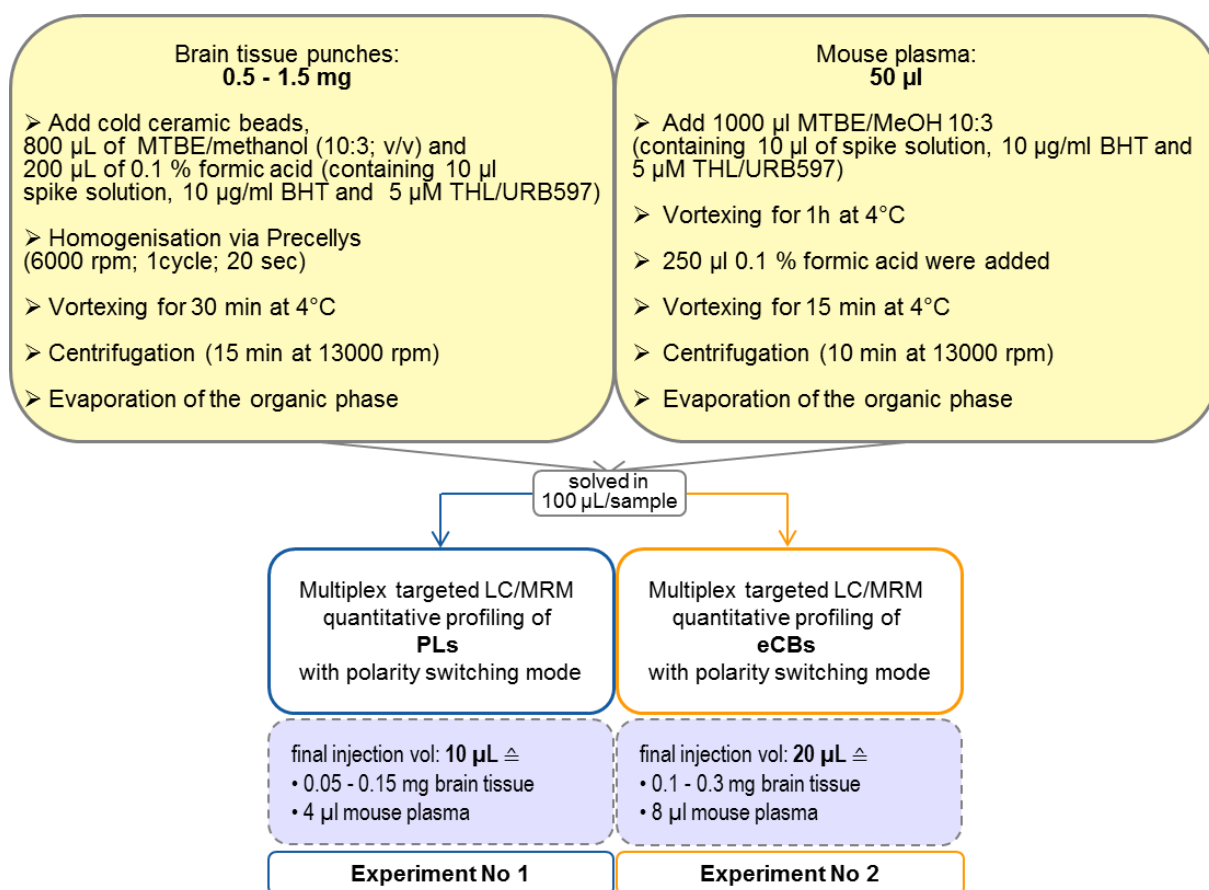 Brain tissue punches:
0.5 - 1.5 mg
➢ Add cold ceramic beads,
800 µL of MTBE/methanol (10:3; v/v) and
200 µL of 0.1 % formic acid (containing 10 µl
spike solution, 10 µg/ml BHT and 5 µM THL/URB597)
➢ Homogenisation via Precellys
(6000 rpm; 1cycle; 20 sec)
➢ Vortexing for 30 min at 4°C
➢ Centrifugation (15 min at 13000 rpm)
➢ Evaporation of the organic phase
Mouse plasma:
50 µl
➢ Add 1000 µl MTBE/MeOH 10:3
(containing 10 µl of spike solution, 10 µg/ml BHT and
5 µM THL/URB597)
➢ Vortexing for 1h at 4°C
➢ 250 µl 0.1 % formic acid were added
➢ Vortexing for 15 min at 4°C
➢ Centrifugation (10 min at 13000 rpm)
➢ Evaporation of the organic phase
solved in
100 µL/sample
Multiplex targeted LC/MRM
quantitative profiling of
PLs
with polarity switching mode
Multiplex targeted LC/MRM
quantitative profiling of
eCBs
with polarity switching mode
final injection vol: 10 µL ≙
• 0.05 - 0.15 mg brain tissue
• 4 µl mouse plasma
final injection vol: 20 µL ≙
• 0.1 - 0.3 mg brain tissue
• 8 µl mouse plasma
Experiment No 1
Experiment No 2